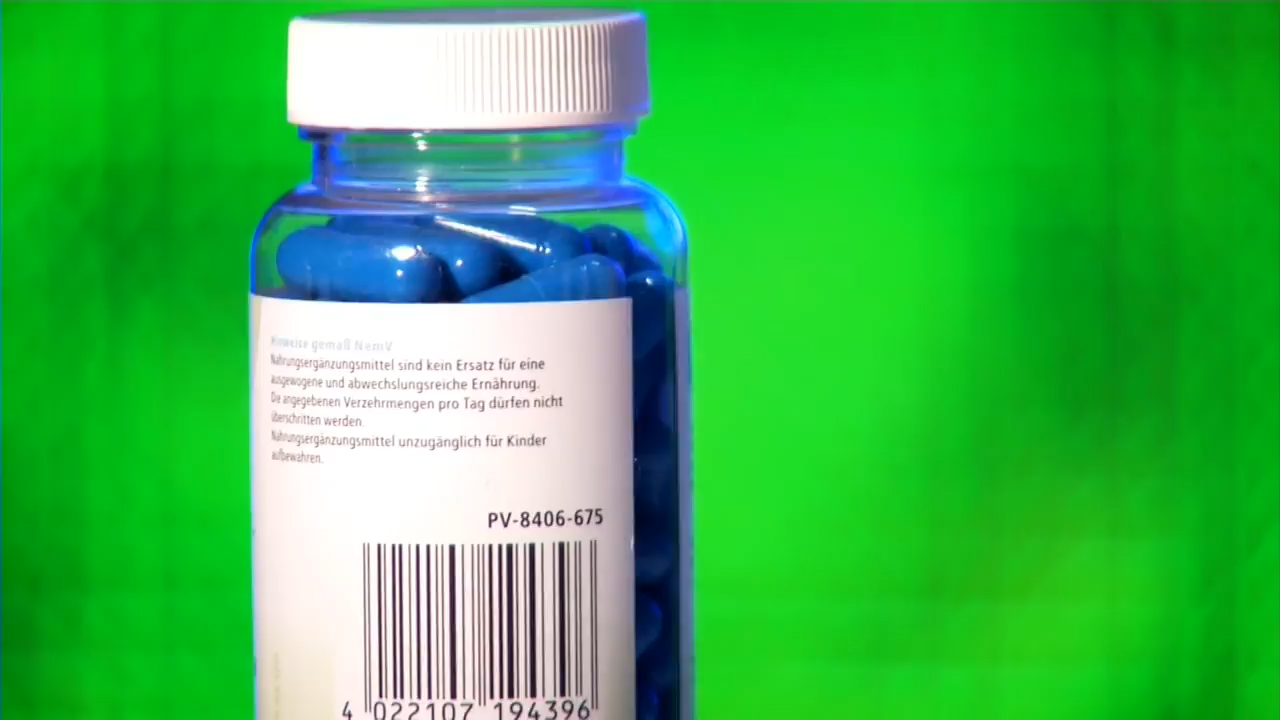 Hinweise gemäß NemV
Nahrungsergänzungsmittel sind kein Ersatz für eine
ausgewogene und abwechslungsreiche Ernährung.
Die angegebenen Verzehrmengen pro Tag dürfen nicht
überschritten werden.
Nahrungsergänzungsmittel unzugänglich für Kinder
aufbewahren.
PV-8406-675
4 022107 194396